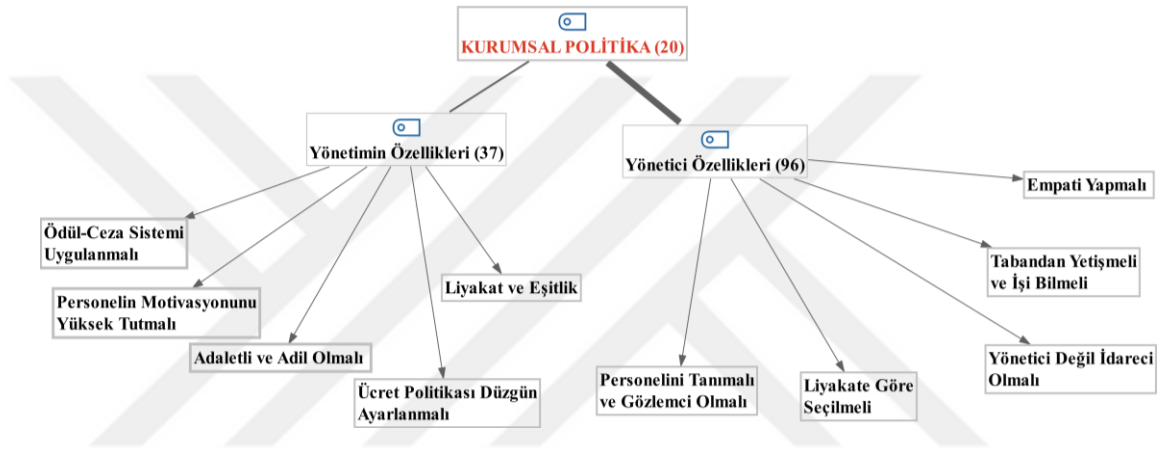 KURUMSAL POLİTİKA (20)
Yönetimin Özellikleri (37)
Yönetici Özellikleri (96)
Ödül-Ceza Sistemi
Uygulanmalı
Personelin Motivasyonunu
Yüksek Tutmalı
Adaletli ve Adil Olmalı
Ücret Politikası Düzgün
Ayarlanmalı
Liyakat ve Eşitlik
Personelini Tanımalı
ve Gözlemci Olmalı
Liyakate Göre
Seçilmeli
Yönetici Değil İdareci
Olmalı
Tabandan Yetişmeli
ve İşi Bilmeli
Empati Yapmalı